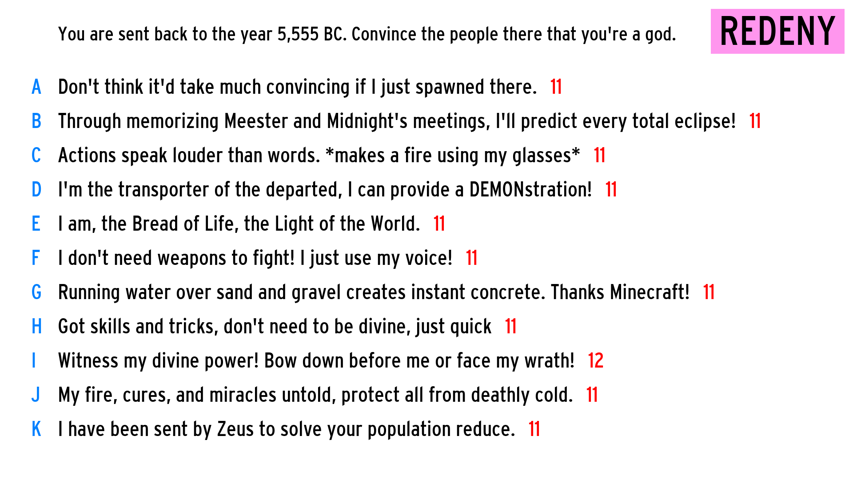 You are sent back to the year 5,555 BC. Convince the people there that you're a god.
REDENY
A Don't think it'd take much convincing if I just spawned there. 11
B Through memorizing Meester and Midnight's meetings, I'll predict every total eclipse! 11
C Actions speak louder than words. *makes a fire using my glasses* 11
D I'm the transporter of the departed, I can provide a DEMONstration! 11
E I am, the Bread of Life, the Light of the World. 11
F I don't need weapons to fight! I just use my voice! 11
G Running water over sand and gravel creates instant concrete. Thanks Minecraft! 11
H Got skills and tricks, don't need to be divine, just quick 11
I Witness my divine power! Bow down before me or face my wrath! 12
J My fire, cures, and miracles untold, protect all from deathly cold. 11
K I have been sent by Zeus to solve your population reduce. 11